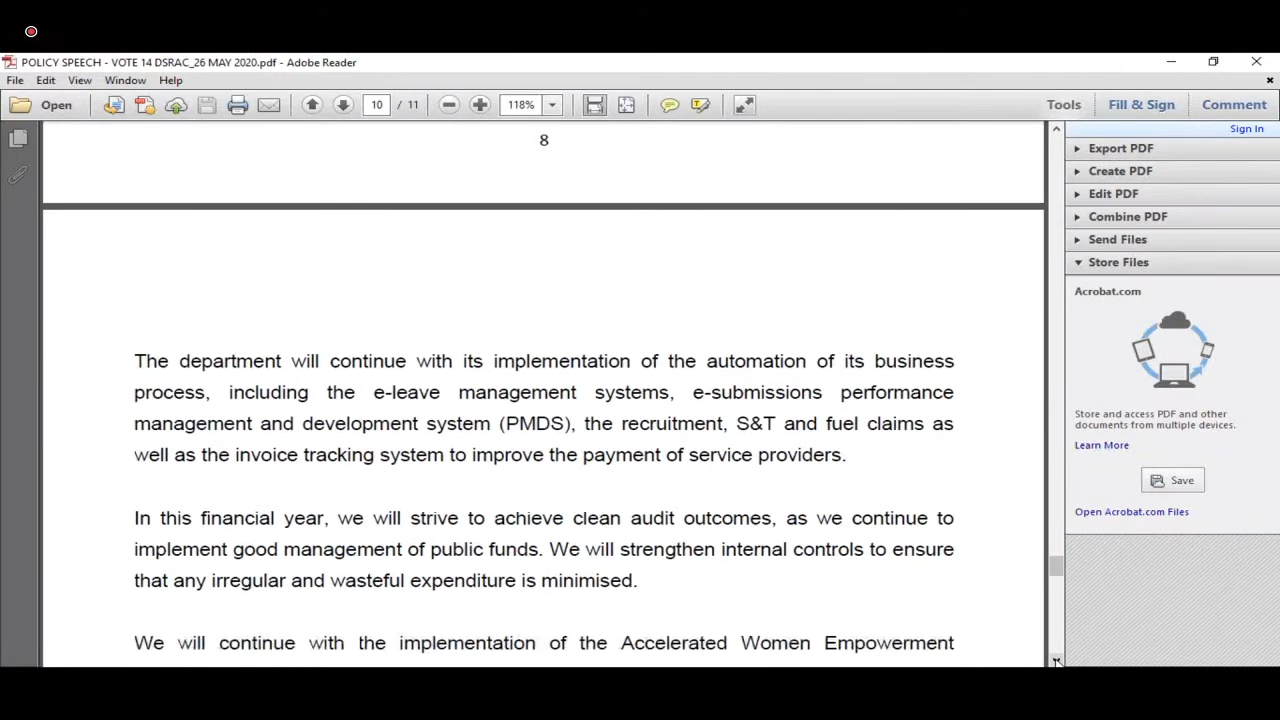 POLICY SPEECH - VOTE 14 DSRAC_26 MAY 2020.pdf - Adobe Reader
File Edit View Window Help
Open 10 / 11 118% Tools Fill & Sign Comment
Sign In
8
The department will continue with its implementation of the automation of its business
process, including the e-leave management systems, e-submissions performance
management and development system (PMDS), the recruitment, S&T and fuel claims as
well as the invoice tracking system to improve the payment of service providers.
In this financial year, we will strive to achieve clean audit outcomes, as we continue to
implement good management of public funds. We will strengthen internal controls to ensure
that any irregular and wasteful expenditure is minimised.
We will continue with the implementation of the Accelerated Women Empowerment
Export PDF
Create PDF
Edit PDF
Combine PDF
Send Files
Store Files
Acrobat.com
Store and access PDF and other
documents from multiple devices.
Learn More
Save
Open Acrobat.com Files